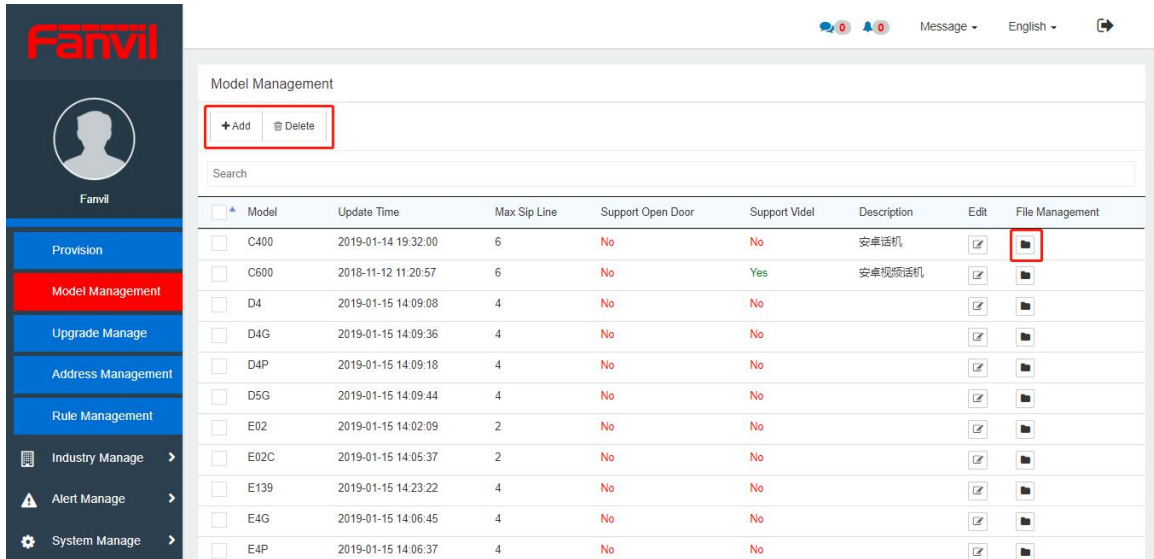 Fanvil
0 0 Message English
Model Management
Add Delete
Search
Fanvil
Model Update Time Max Sip Line Support Open Door Support Videl Description Edit File Management
C400 2019-01-14 19:32:00 6 No No 安卓话机
C600 2018-11-12 11:20:57 6 No Yes 安卓视频话机
D4 2019-01-15 14:09:08 4 No No
D4G 2019-01-15 14:09:36 4 No No
D4P 2019-01-15 14:09:18 4 No No
D5G 2019-01-15 14:09:44 4 No No
E02 2019-01-15 14:02:09 2 No No
E02C 2019-01-15 14:05:37 2 No No
E139 2019-01-15 14:23:22 4 No No
E4G 2019-01-15 14:06:45 4 No No
E4P 2019-01-15 14:06:37 4 No No
Provision
Model Management
Upgrade Manage
Address Management
Rule Management
Industry Manage
Alert Manage
System Manage